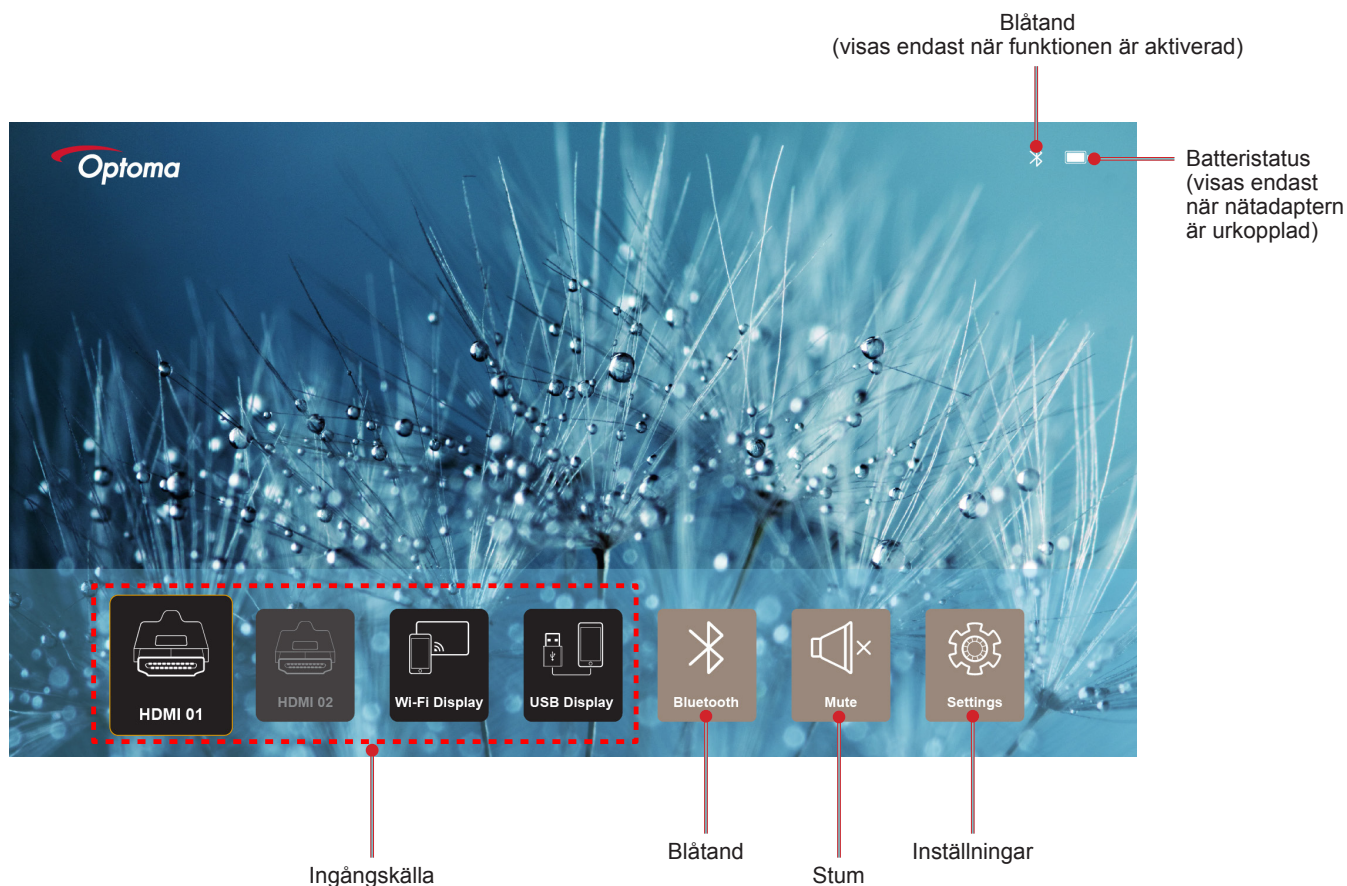 Blåtand
(visas endast när funktionen är aktiverad)
Optoma
Batteristatus
(visas endast
när nätadaptern
är urkopplad)
HDMI 01
HDMI 02
Wi-Fi Display
USB Display
Bluetooth
Mute
Settings
Blåtand
Inställningar
Ingångskälla
Stum